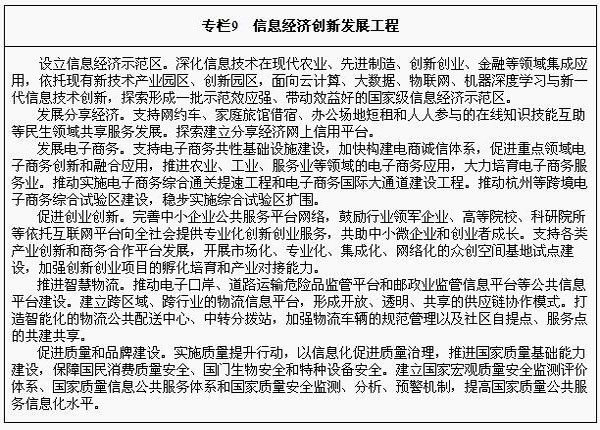 专栏9　信息经济创新发展工程
设立信息经济示范区。深化信息技术在现代农业、先进制造、创新创业、金融等领域集成应
用，依托现有新技术产业园区、创新园区，面向云计算、大数据、物联网、机器深度学习与新一
代信息技术创新，探索形成一批示范效应强、带动效益好的国家级信息经济示范区。
发展分享经济。支持网约车、家庭旅馆借宿、办公场地短租和人人参与的在线知识技能互助
等民生领域共享服务发展。探索建立分享经济网上信用平台。
发展电子商务。支持电子商务共性基础设施建设，加快构建电商诚信体系，促进重点领域电
子商务创新和融合应用，推进农业、工业、服务业等领域的电子商务应用，大力培育电子商务服
务业。推动实施电子商务综合通关提速工程和电子商务国际大通道建设工程。推动杭州等跨境电
子商务综合试验区建设，稳步实施综合试验区扩围。
促进创业创新。完善中小企业公共服务平台网络，鼓励行业领军企业、高等院校、科研院所
等依托互联网平台向全社会提供专业化创新创业服务，共助中小微企业和创业者成长。支持各类
产业创新和商务合作平台发展，开展市场化、专业化、集成化、网络化的众创空间基地试点建
设，加强创新创业项目的孵化培育和产业对接能力。
推进智慧物流。推动电子口岸、道路运输危险品监管平台和邮政业监管信息平台等公共信息
平台建设。建立跨区域、跨行业的物流信息平台，形成开放、透明、共享的供应链协作模式。打
造智能化的物流公共配送中心、中转分拨站，加强物流车辆的规范管理以及社区自提点、服务点
的共建共享。
促进质量和品牌建设。实施质量提升行动，以信息化促进质量治理，推进国家质量基础能力
建设，保障国民消费质量安全、国门生物安全和特种设备安全。建立国家宏观质量安全监测评价
体系、国家质量信息公共服务体系和国家质量安全监测、分析、预警机制，提高国家质量公共服
务信息化水平。